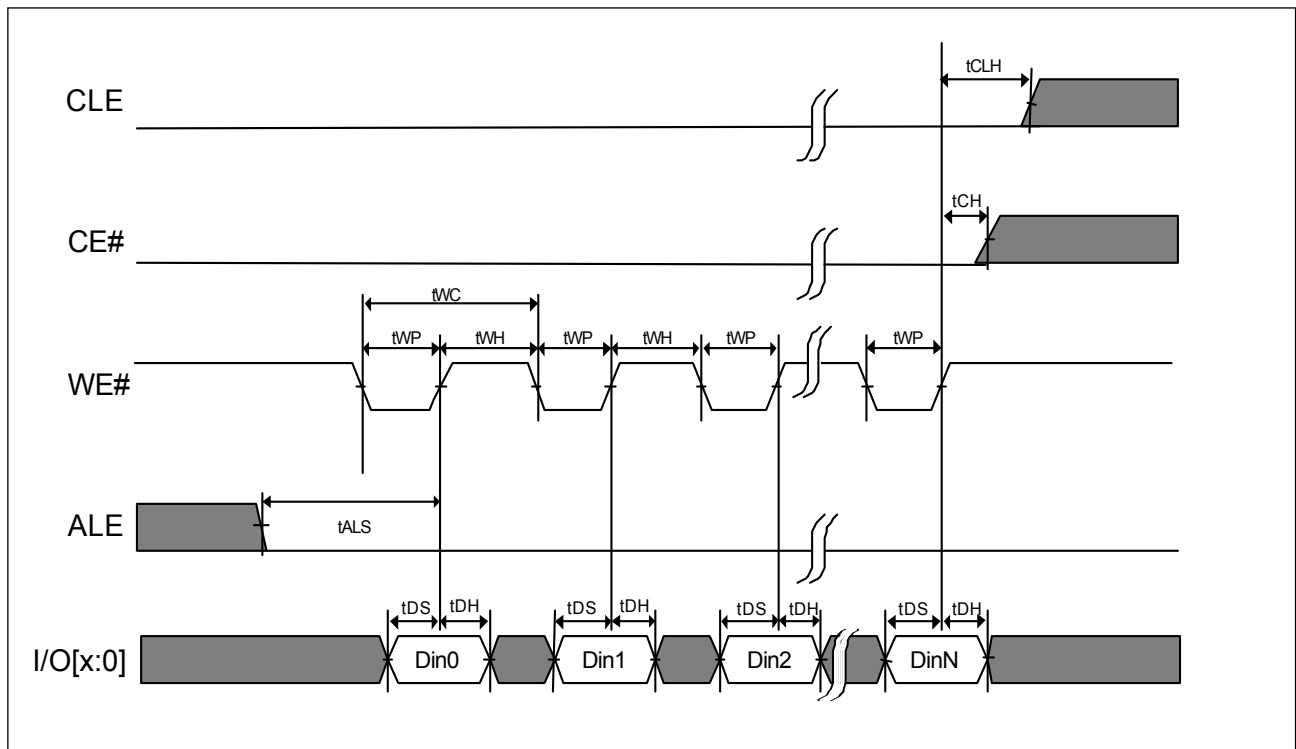 tCLH
CLE
tCH
CE#
tWC
tWP tWH tWP tWH tWP tWP
WE#
ALE
tALS
tDS tDH tDS tDH tDS tDH tDS tDH
I/O[x:0] Din0 Din1 Din2 DinN